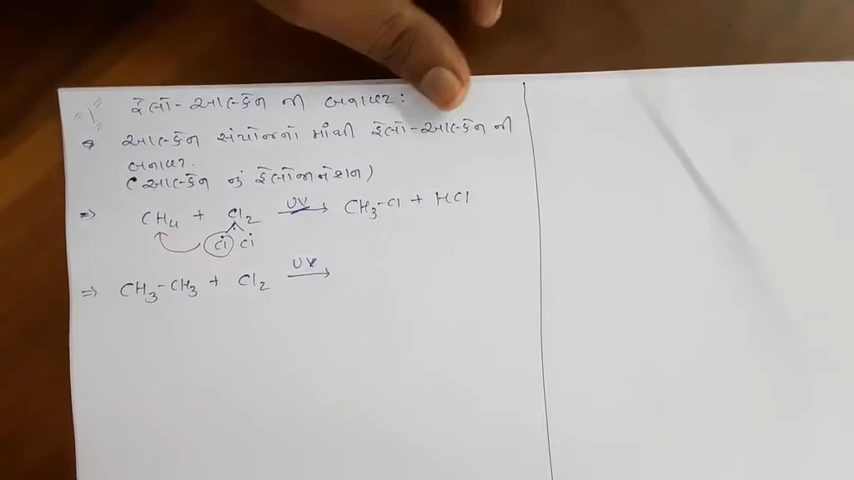 હેલો-આલ્કેન ની બનાવટ:
આલ્કેન સંયોજનો માંથી હેલો-આલ્કેન ની
બનાવટ.
(આલ્કેન નું હેલોજીનેશન)
⇒ CH₄ + Cl₂ UV→ CH₃-Cl + HCl
Cl Cl
⇒ CH₃-CH₃ + Cl₂ UV→